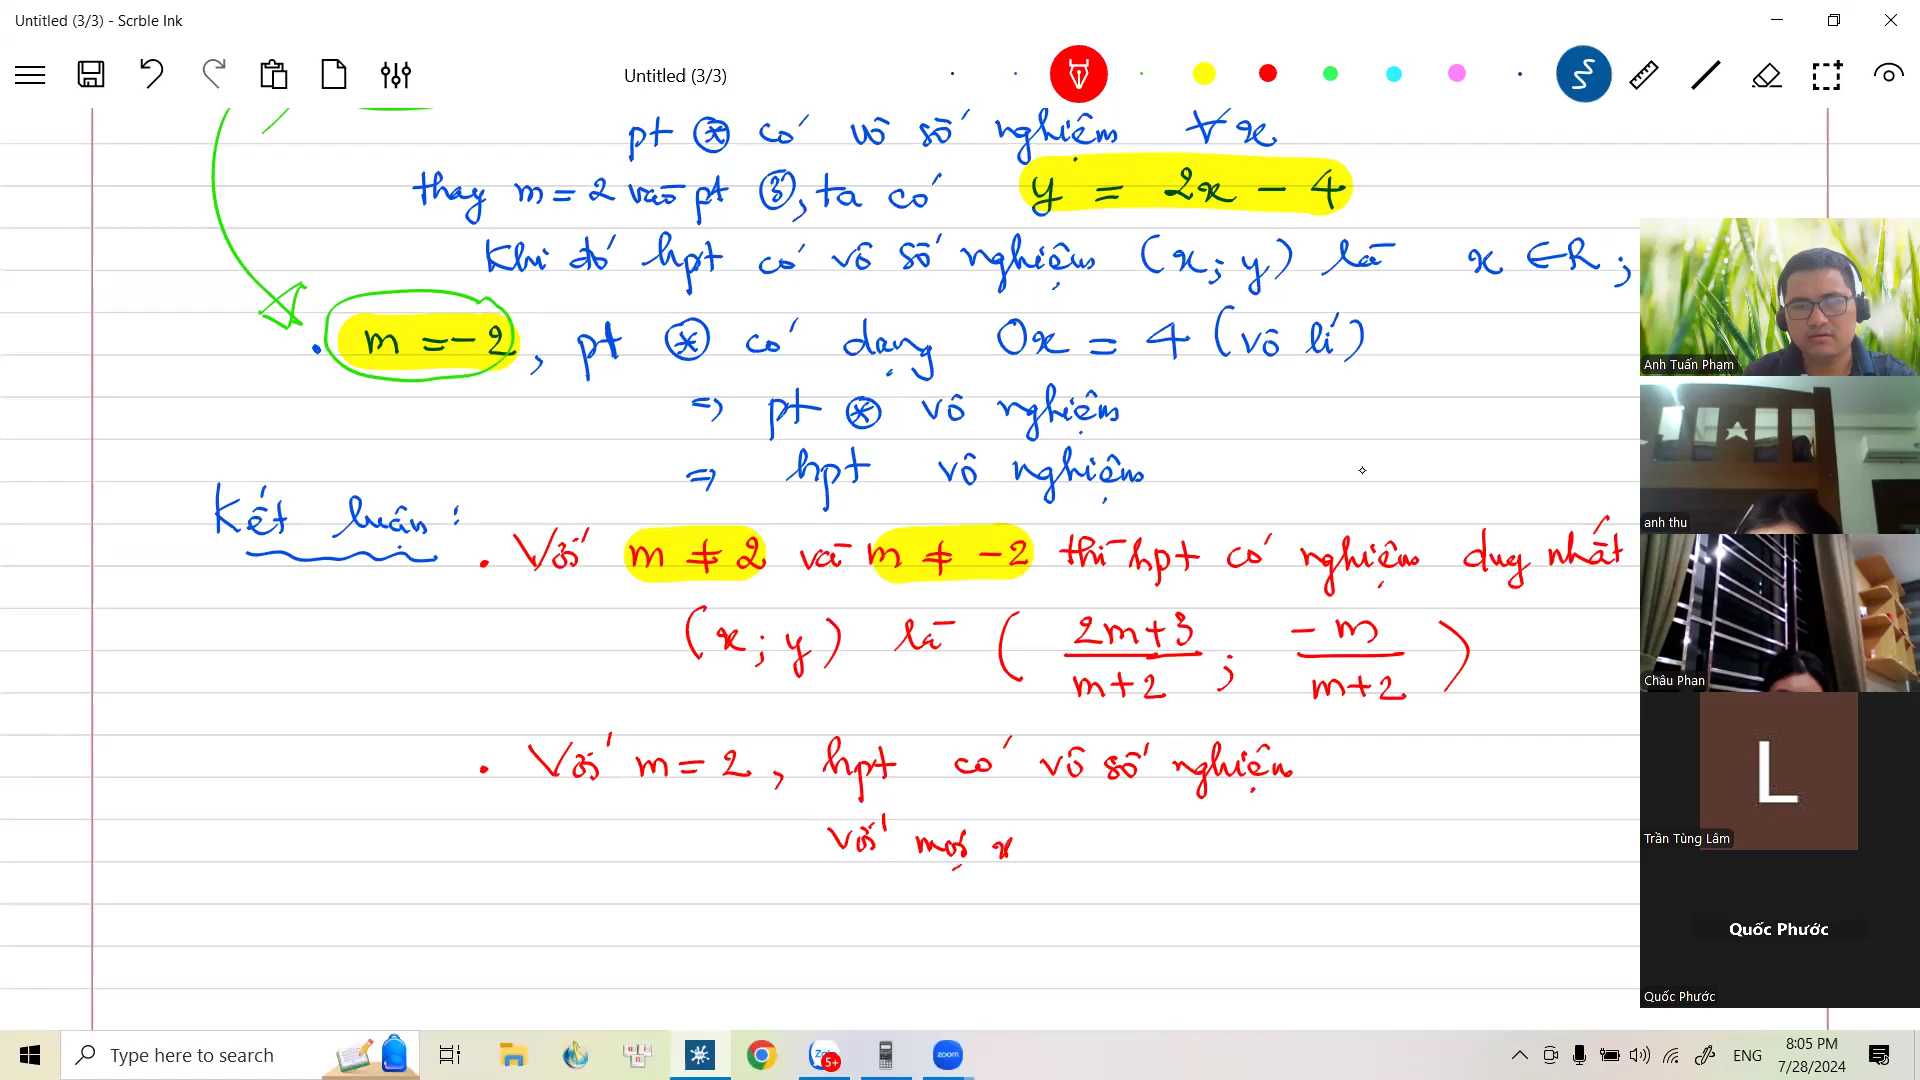 Untitled (3/3) - Scrble Ink
Untitled (3/3)
pt ⊛ có vô số nghiệm ∀x
thay m = 2 vào pt ③, ta có y = 2x - 4
Khi đó hpt có vô số nghiệm (x; y) là x ∈ R;
. m = -2, pt ⊛ có dạng 0x = 4 (vô lí)
=> pt ⊛ vô nghiệm
=> hpt vô nghiệm
Kết luận:
. Với m ≠ 2 và m ≠ -2 thì hpt có nghiệm duy nhất
(x; y) là ( (2m+3)/(m+2) ; (-m)/(m+2) )
. Với m = 2, hpt có vô số nghiệm
Với mọi x
Anh Tuấn Phạm
anh thu
Châu Phan
L
Trần Tùng Lâm
Quốc Phước
Quốc Phước
Type here to search
5+
zoom
ENG
8:05 PM
7/28/2024